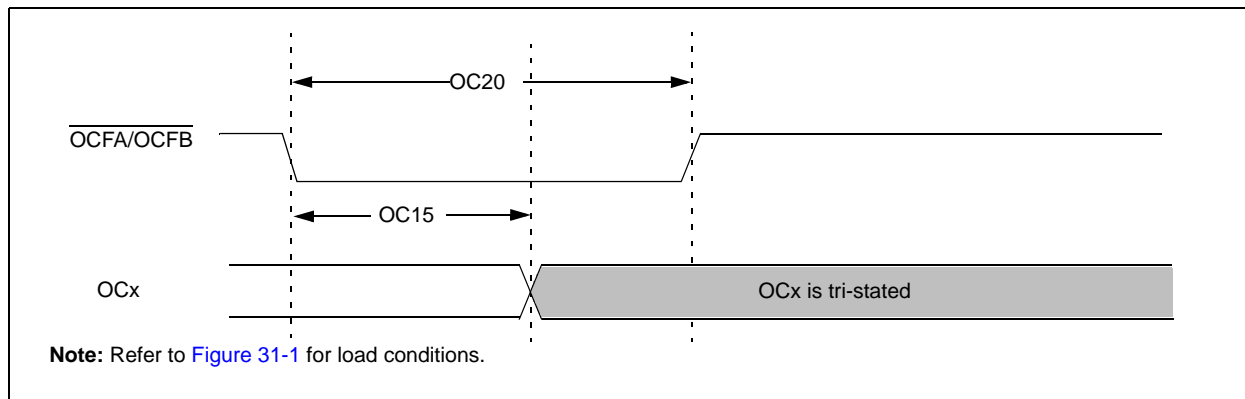 OC20
OCFA/OCFB
OC15
OCx
OCx is tri-stated
Note: Refer to Figure 31-1 for load conditions.